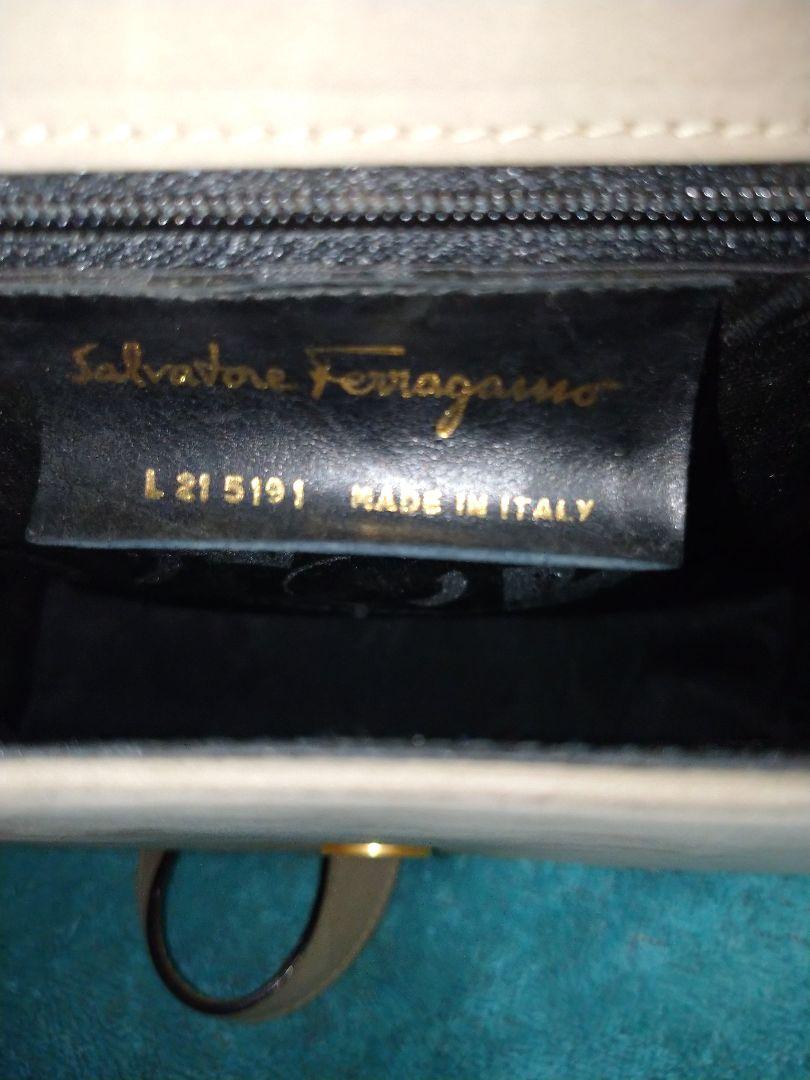 Salvatore Ferragamo
L 21 5191 MADE IN ITALY